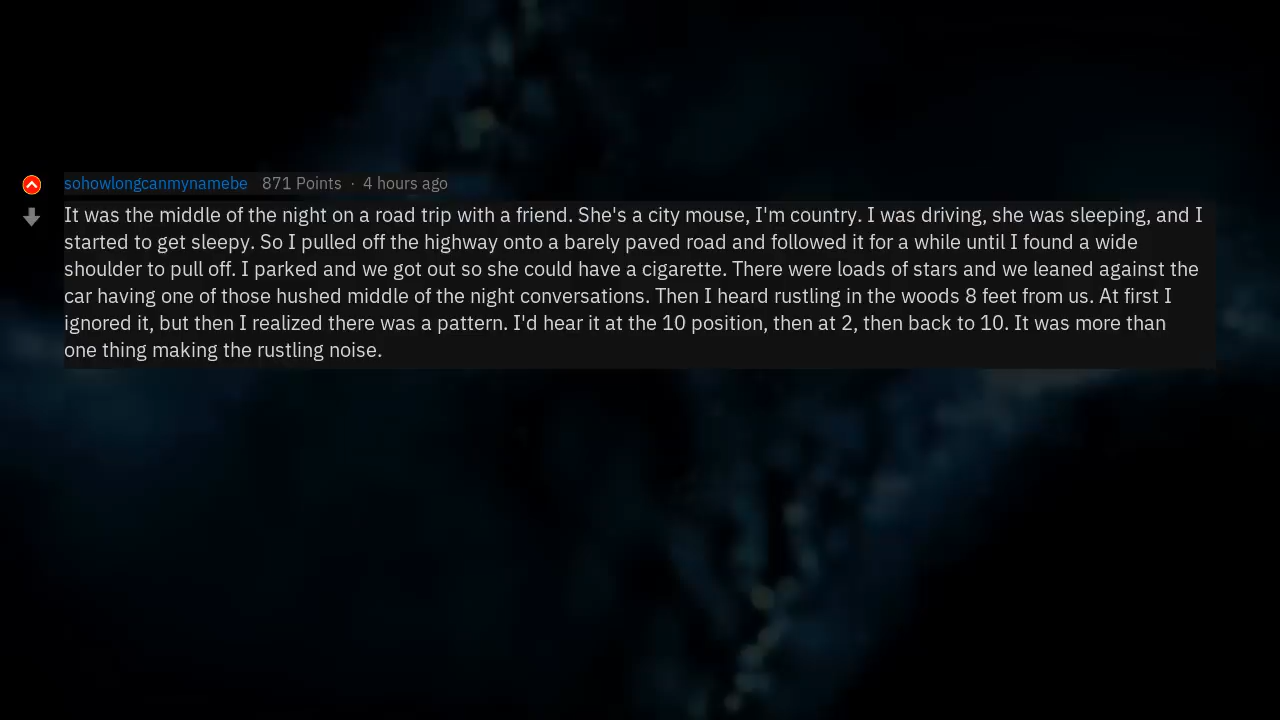 sohowlongcanmynamebe 871 Points · 4 hours ago
It was the middle of the night on a road trip with a friend. She's a city mouse, I'm country. I was driving, she was sleeping, and I
started to get sleepy. So I pulled off the highway onto a barely paved road and followed it for a while until I found a wide
shoulder to pull off. I parked and we got out so she could have a cigarette. There were loads of stars and we leaned against the
car having one of those hushed middle of the night conversations. Then I heard rustling in the woods 8 feet from us. At first I
ignored it, but then I realized there was a pattern. I'd hear it at the 10 position, then at 2, then back to 10. It was more than
one thing making the rustling noise.